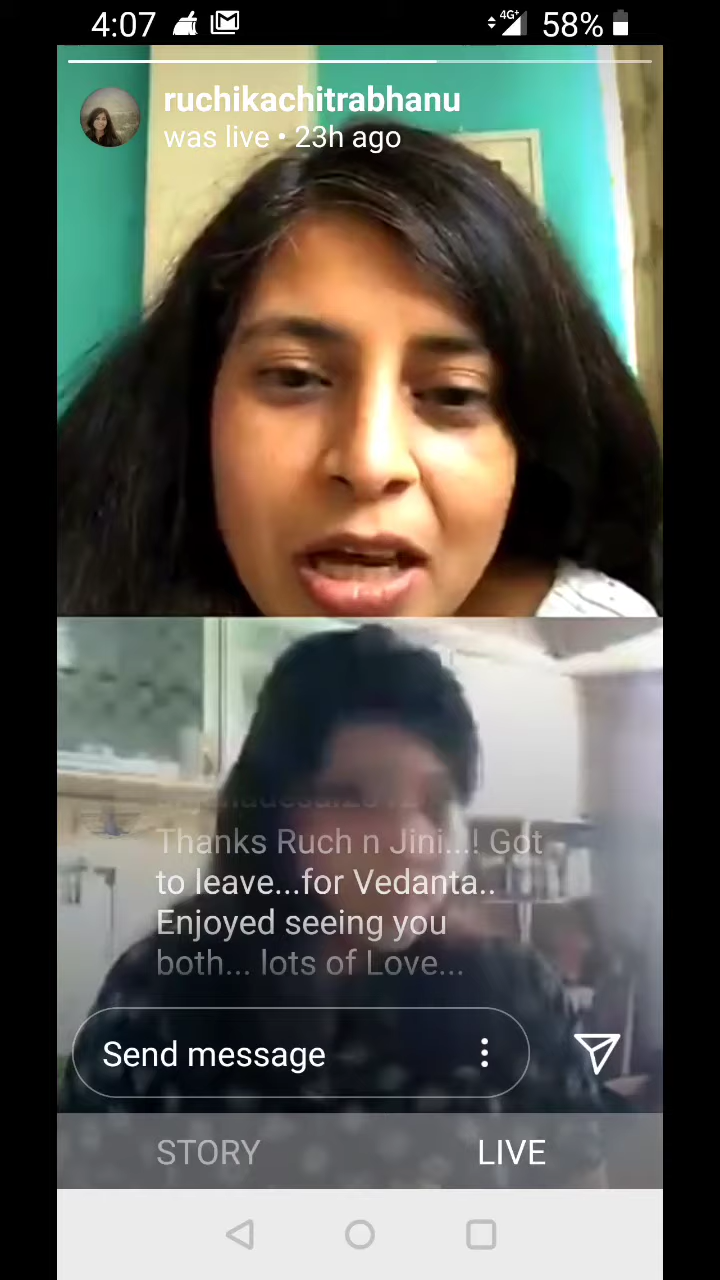 4:07
4G+
58%
ruchikachitrabhanu
was live • 23h ago
Thanks Ruch n Jini...! Got
to leave...for Vedanta..
Enjoyed seeing you
both... lots of Love...
Send message
STORY
LIVE